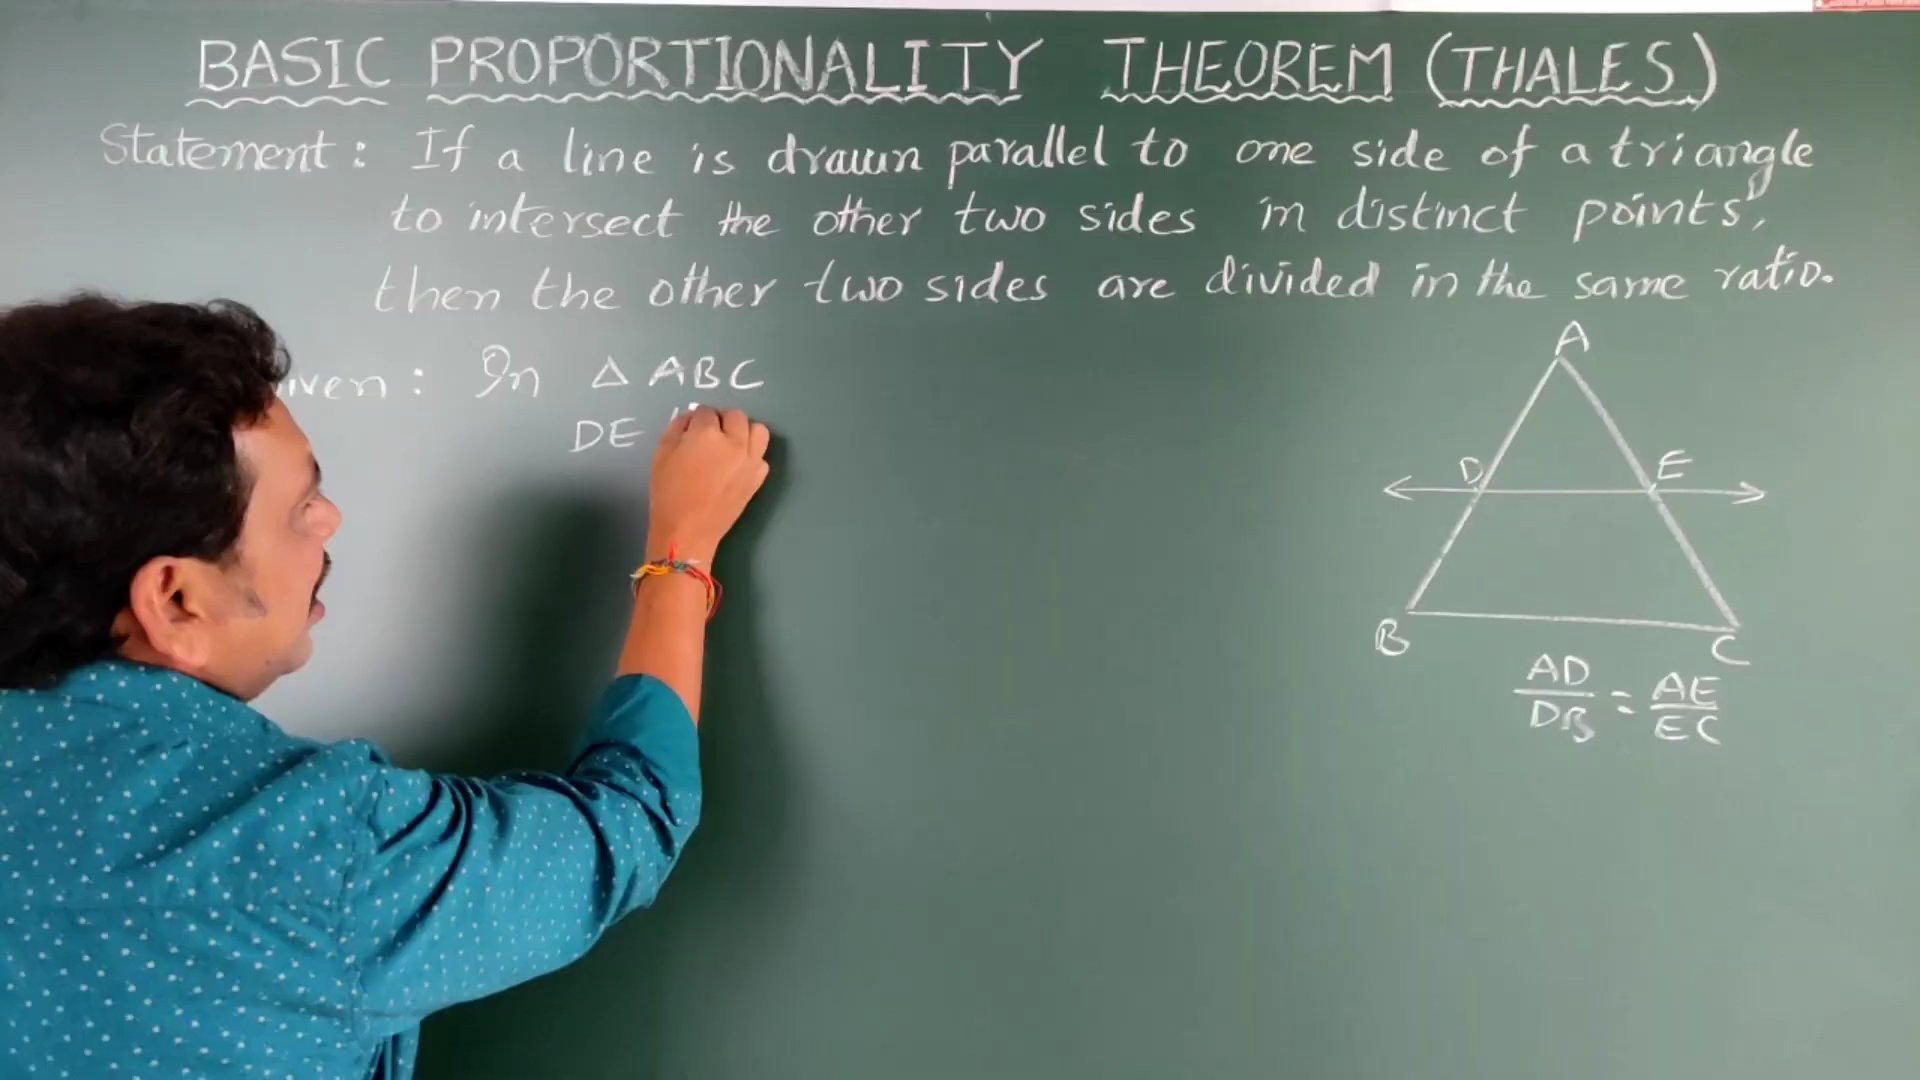 BASIC PROPORTIONALITY THEOREM (THALES)
Statement: If a line is drawn parallel to one side of a triangle
to intersect the other two sides in distinct points,
then the other two sides are divided in the same ratio.
iven: In △ ABC
DE
A
D
E
B
C
AD/DB = AE/EC